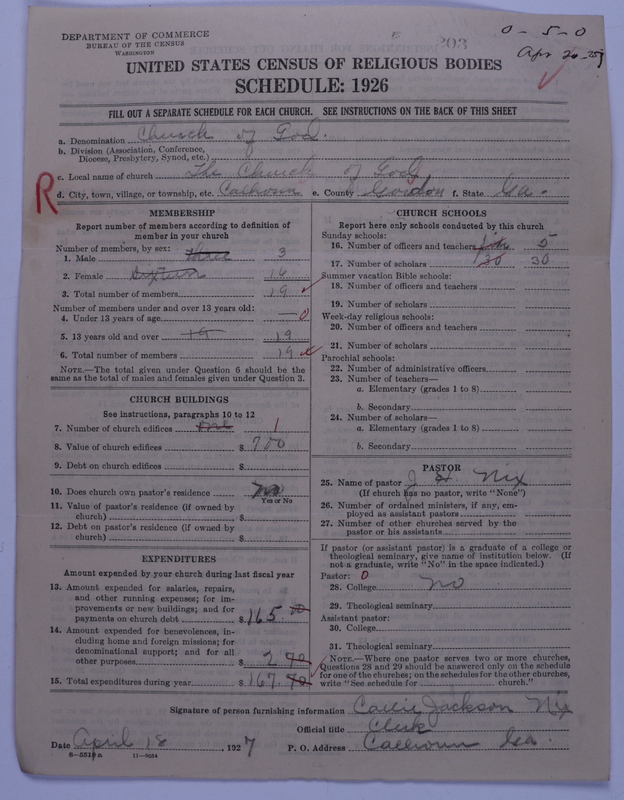 DEPARTMENT OF COMMERCE
BUREAU OF THE CENSUS
WASHINGTON
203
0 - 5 - 0
Apr 20-27
UNITED STATES CENSUS OF RELIGIOUS BODIES
SCHEDULE: 1926
FILL OUT A SEPARATE SCHEDULE FOR EACH CHURCH. SEE INSTRUCTIONS ON THE BACK OF THIS SHEET
a. Denomination Church of God.
b. Division (Association, Conference, Diocese, Presbytery, Synod, etc.)
c. Local name of church The Church of God
R
d. City, town, village, or township, etc. Calhoun e. County Gordon f. State Ga.
MEMBERSHIP
Report number of members according to definition of
member in your church
Number of members, by sex:
1. Male three 3
2. Female Sixteen 16
3. Total number of members 19
Number of members under and over 13 years old:
4. Under 13 years of age — 0
5. 13 years old and over 19 19
6. Total number of members 19
NOTE.—The total given under Question 6 should be the
same as the total of males and females given under Question 3.
CHURCH BUILDINGS
See instructions, paragraphs 10 to 12
7. Number of church edifices one 1
8. Value of church edifices $ 700
9. Debt on church edifices $
10. Does church own pastor's residence No
Yes or No
11. Value of pastor's residence (if owned by
church) $
12. Debt on pastor's residence (if owned by
church) $
EXPENDITURES
Amount expended by your church during last fiscal year
13. Amount expended for salaries, repairs,
and other running expenses; for im-
provements or new buildings; and for
payments on church debt $ 165.
14. Amount expended for benevolences, in-
cluding home and foreign missions; for
denominational support; and for all
other purposes $ 2
15. Total expenditures during year $ 167.
CHURCH SCHOOLS
Report here only schools conducted by this church
Sunday schools:
16. Number of officers and teachers 5
17. Number of scholars 30 30
Summer vacation Bible schools:
18. Number of officers and teachers
19. Number of scholars
Week-day religious schools:
20. Number of officers and teachers
21. Number of scholars
Parochial schools:
22. Number of administrative officers
23. Number of teachers—
a. Elementary (grades 1 to 8)
b. Secondary
24. Number of scholars—
a. Elementary (grades 1 to 8)
b. Secondary
PASTOR
25. Name of pastor J. H. Nix
(If church has no pastor, write "None")
26. Number of ordained ministers, if any, em-
ployed as assistant pastors
27. Number of other churches served by the
pastor or his assistants
If pastor (or assistant pastor) is a graduate of a college or
theological seminary, give name of institution below. (If
not a graduate, write "No" in the space indicated.)
Pastor: 0
28. College No
29. Theological seminary
Assistant pastor:
30. College
31. Theological seminary
NOTE.—Where one pastor serves two or more churches,
Questions 28 and 29 should be answered only on the schedule
for one of the churches; on the schedules for the other churches,
write "See schedule for church."
Signature of person furnishing information Callie Jackson Nix
Official title Clerk
Date April 18, 1927 P. O. Address Calhoun Ga.
11—9684